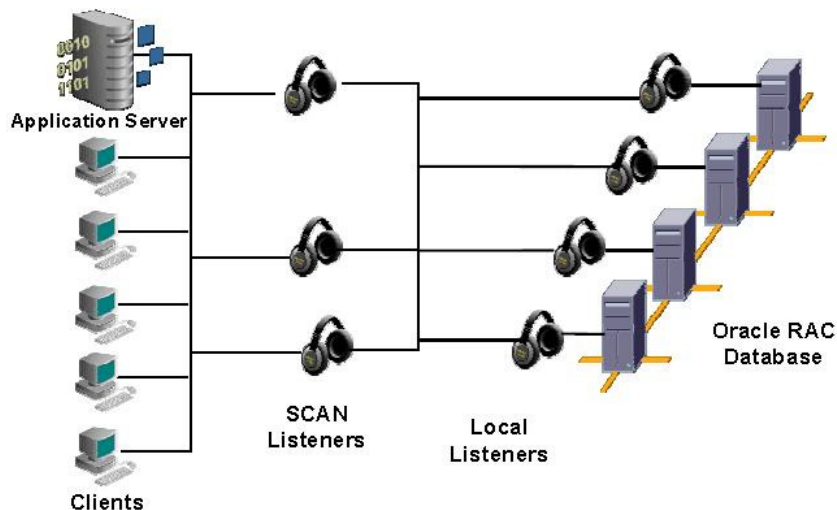 0010
0101
1101
Application Server
Clients
SCAN
Listeners
Local
Listeners
Oracle RAC
Database